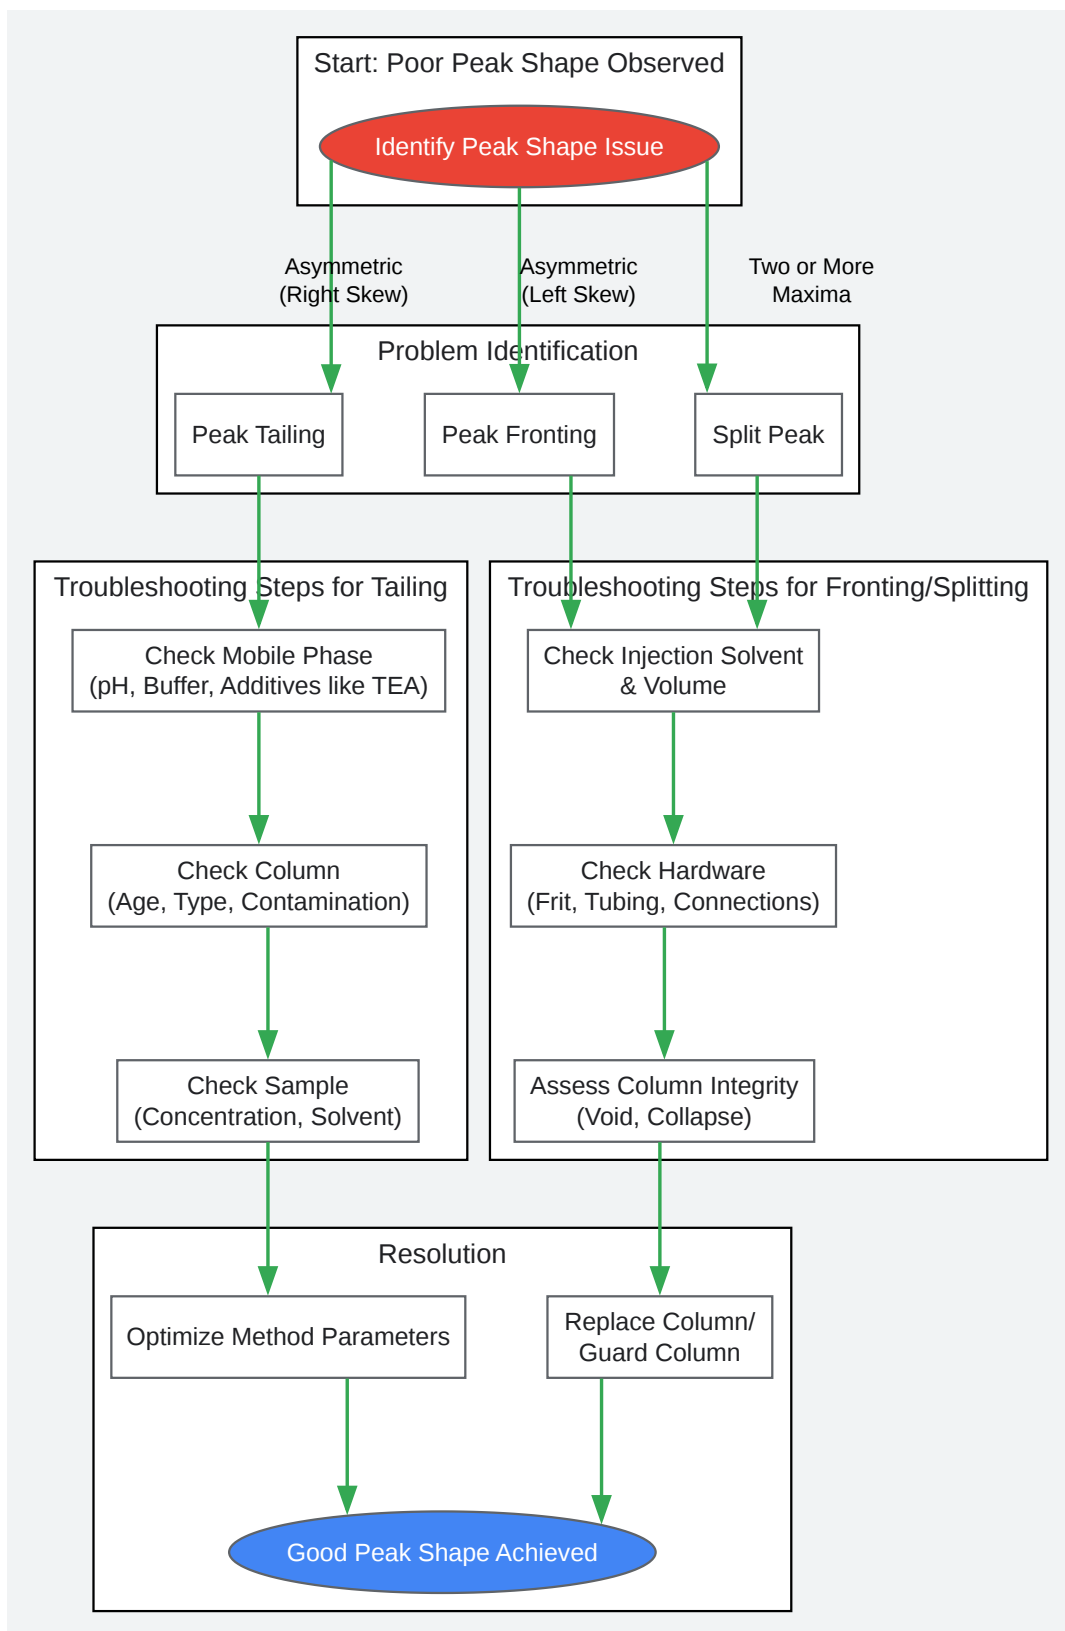 Start: Poor Peak Shape Observed
Identify Peak Shape Issue
Asymmetric
(Right Skew)
Asymmetric
(Left Skew)
Two or More
Maxima
Problem Identification
Peak Tailing
Peak Fronting
Split Peak
Troubleshooting Steps for Tailing
Check Mobile Phase
(pH, Buffer, Additives like TEA)
Check Column
(Age, Type, Contamination)
Check Sample
(Concentration, Solvent)
Troubleshooting Steps for Fronting/Splitting
Check Injection Solvent
& Volume
Check Hardware
(Frit, Tubing, Connections)
Assess Column Integrity
(Void, Collapse)
Resolution
Optimize Method Parameters
Replace Column/
Guard Column
Good Peak Shape Achieved